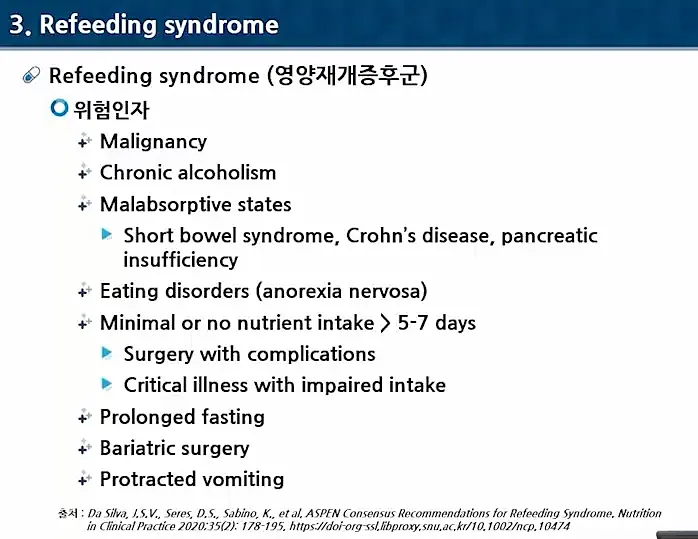 3. Refeeding syndrome
Refeeding syndrome (영양재개증후군)
위험인자
Malignancy
Chronic alcoholism
Malabsorptive states
Short bowel syndrome, Crohn's disease, pancreatic
insufficiency
Eating disorders (anorexia nervosa)
Minimal or no nutrient intake > 5-7 days
Surgery with complications
Critical illness with impaired intake
Prolonged fasting
Bariatric surgery
Protracted vomiting
출처 : Da Silva, J.S.V., Seres, D.S., Sabino, K., et al. ASPEN Consensus Recommendations for Refeeding Syndrome. Nutrition
in Clinical Practice 2020;35(2): 178-195, https://doi-org-ssl.libproxy.snu.ac.kr/10.1002/ncp.10474